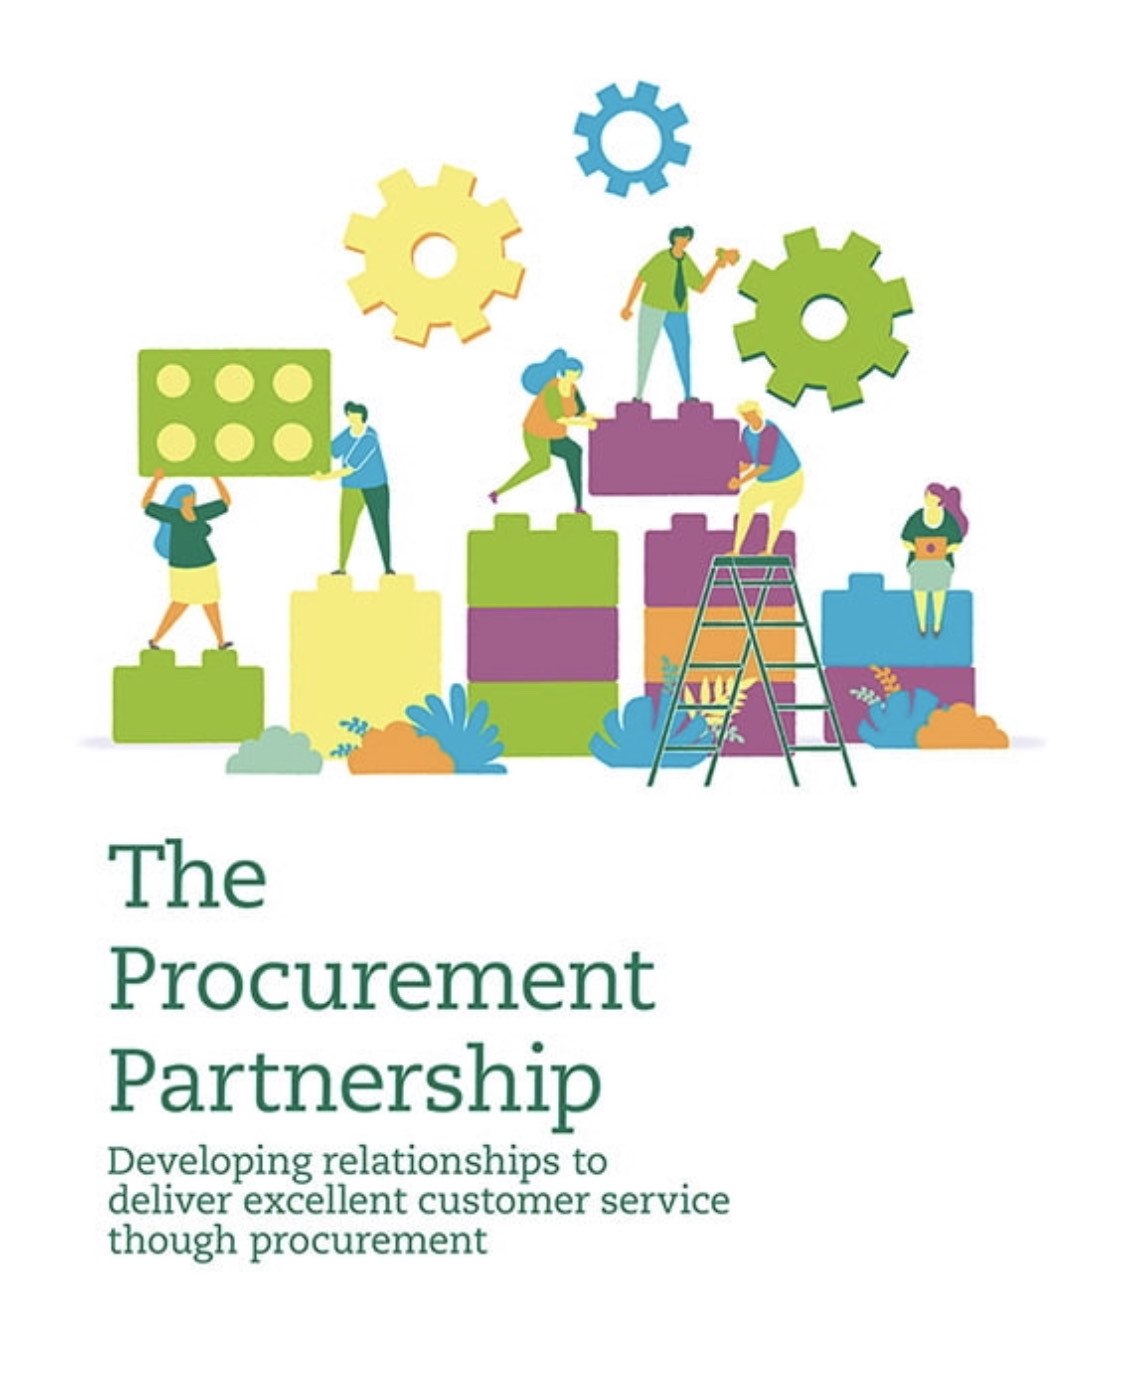 The
Procurement
Partnership
Developing relationships to
deliver excellent customer service
though procurement